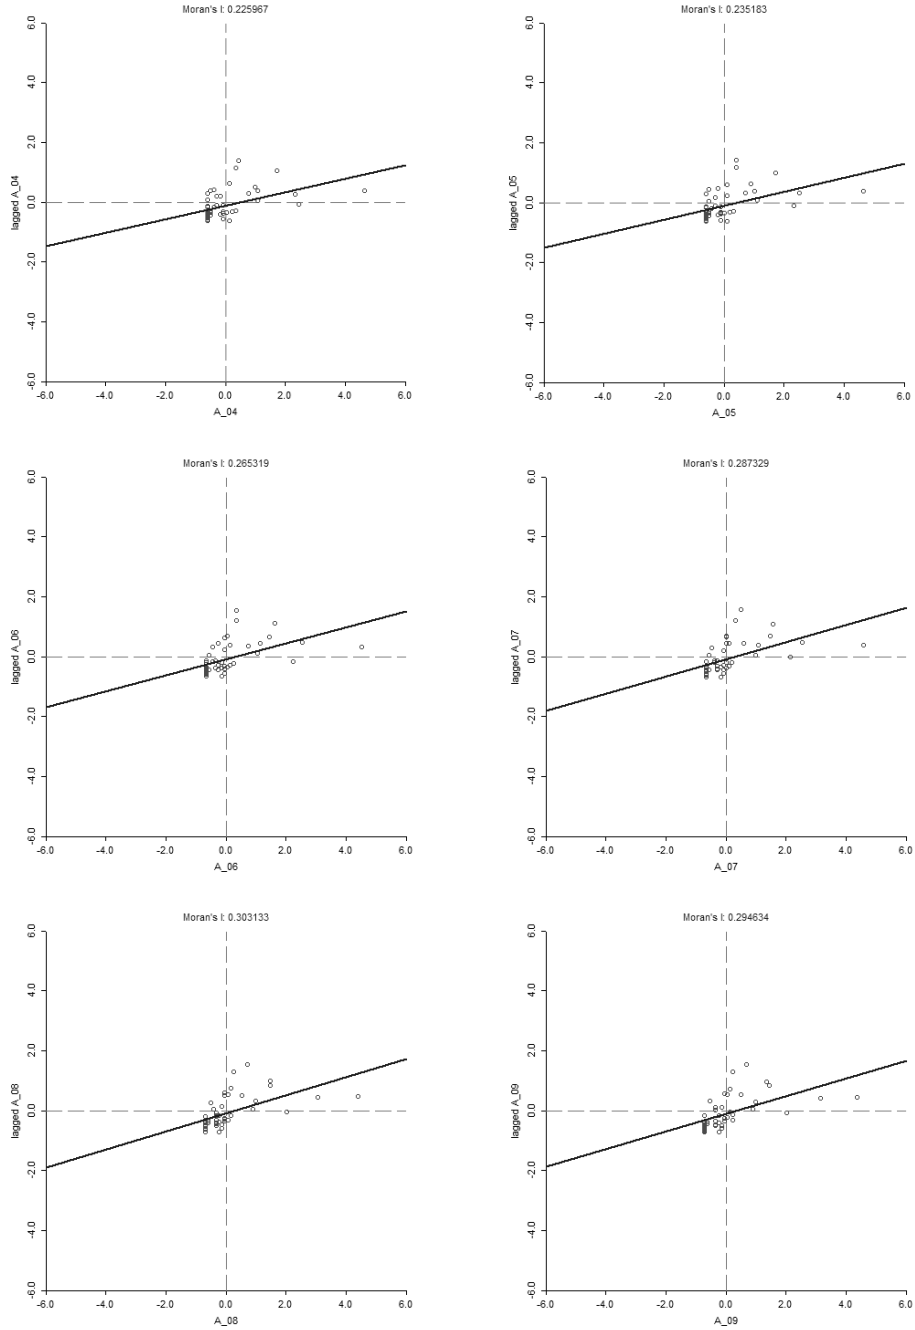 Moran's I: 0.225967
6.0
4.0
2.0
0.0
-2.0
-4.0
-6.0
lagged A_04
-6.0 -4.0 -2.0 0.0 2.0 4.0 6.0
A_04
Moran's I: 0.235183
6.0
4.0
2.0
0.0
-2.0
-4.0
-6.0
lagged A_05
-6.0 -4.0 -2.0 0.0 2.0 4.0 6.0
A_05
Moran's I: 0.265319
6.0
4.0
2.0
0.0
-2.0
-4.0
-6.0
lagged A_06
-6.0 -4.0 -2.0 0.0 2.0 4.0 6.0
A_06
Moran's I: 0.287329
6.0
4.0
2.0
0.0
-2.0
-4.0
-6.0
lagged A_07
-6.0 -4.0 -2.0 0.0 2.0 4.0 6.0
A_07
Moran's I: 0.303133
6.0
4.0
2.0
0.0
-2.0
-4.0
-6.0
lagged A_08
-6.0 -4.0 -2.0 0.0 2.0 4.0 6.0
A_08
Moran's I: 0.294634
6.0
4.0
2.0
0.0
-2.0
-4.0
-6.0
lagged A_09
-6.0 -4.0 -2.0 0.0 2.0 4.0 6.0
A_09